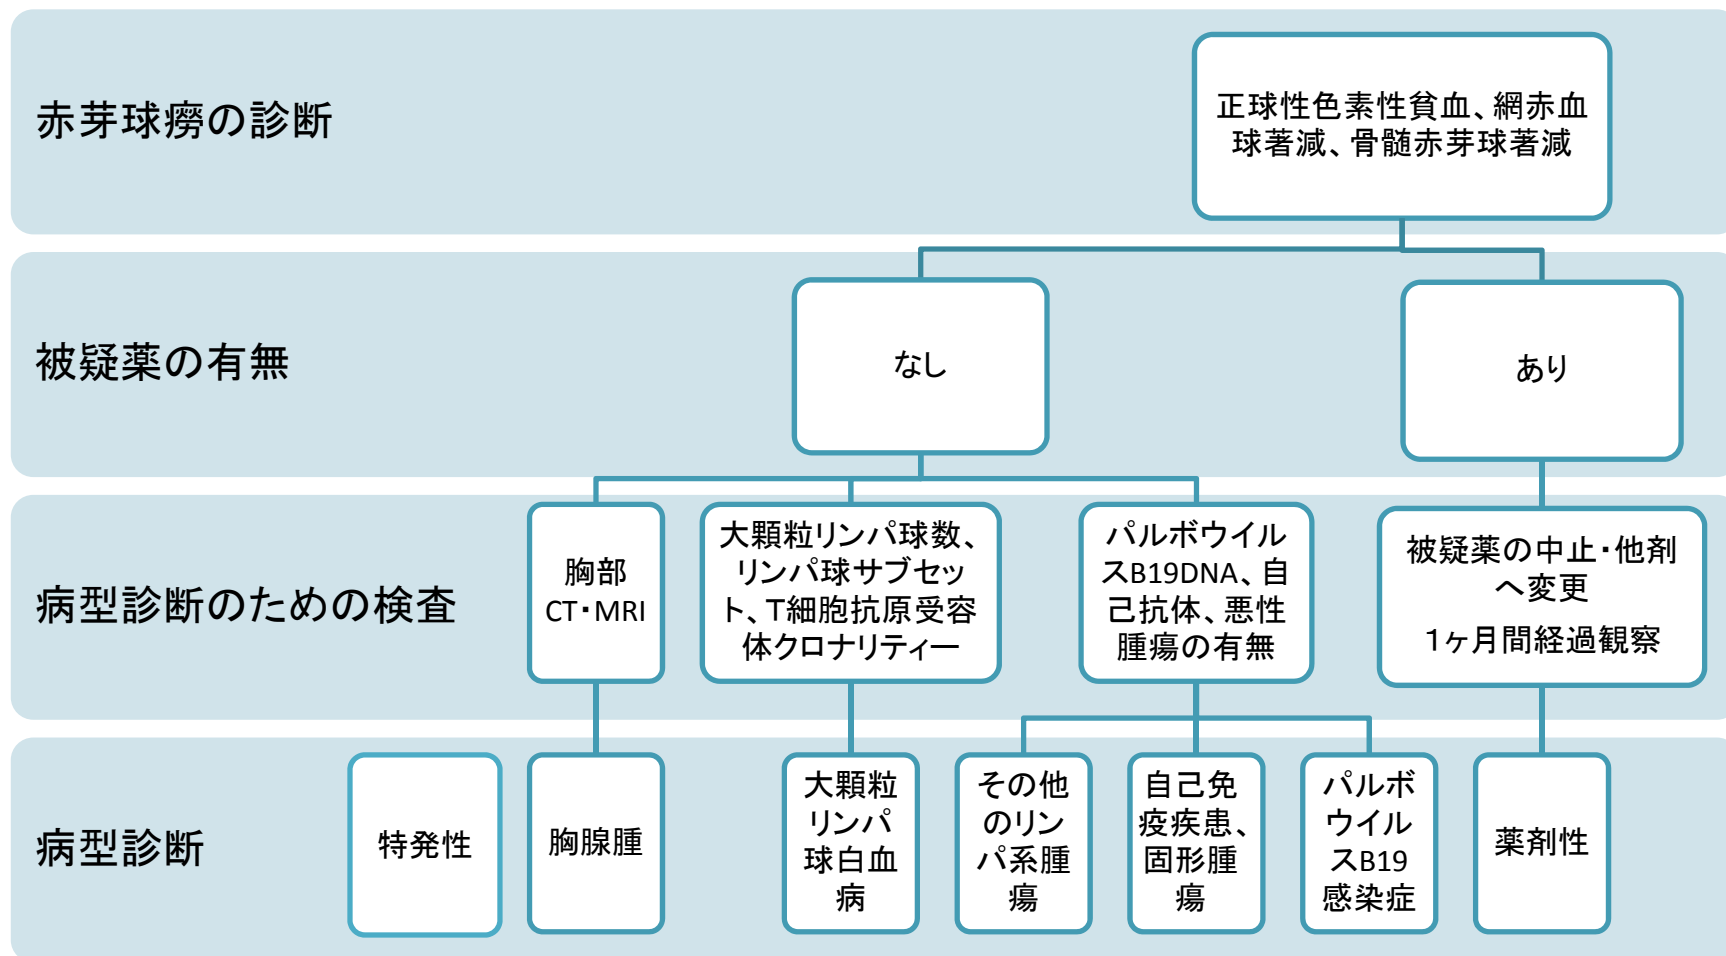 赤芽球癆の診断
正球性色素性貧血、網赤血
球著減、骨髄赤芽球著減
被疑薬の有無
なし
あり
病型診断のための検査
胸部
CT・MRI
大顆粒リンパ球数、
リンパ球サブセッ
ト、T細胞抗原受容
体クロナリティー
パルボウイル
スB19DNA、自
己抗体、悪性
腫瘍の有無
被疑薬の中止・他剤
へ変更
1ヶ月間経過観察
病型診断
特発性
胸腺腫
大顆粒
リンパ
球白血
病
その他
のリン
パ系腫
瘍
自己免
疫疾患、
固形腫
瘍
パルボ
ウイル
スB19
感染症
薬剤性